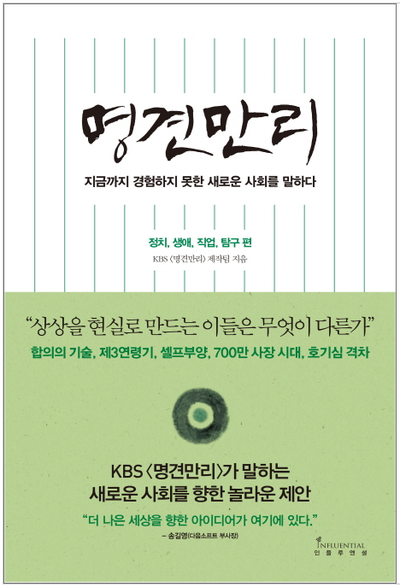 명견만리
지금까지 경험하지 못한 새로운 사회를 말하다
정치, 생애, 직업, 탐구 편
KBS 〈명견만리〉 제작팀 지음
“상상을 현실로 만드는 이들은 무엇이 다른가”
합의의 기술, 제3연령기, 셀프부양, 700만 사장 시대, 호기심 격차
KBS 〈명견만리〉가 말하는
새로운 사회를 향한 놀라운 제안
“더 나은 세상을 향한 아이디어가 여기에 있다.”
– 송길영(다음소프트 부사장)
INFLUENTIAL
인플루엔셜